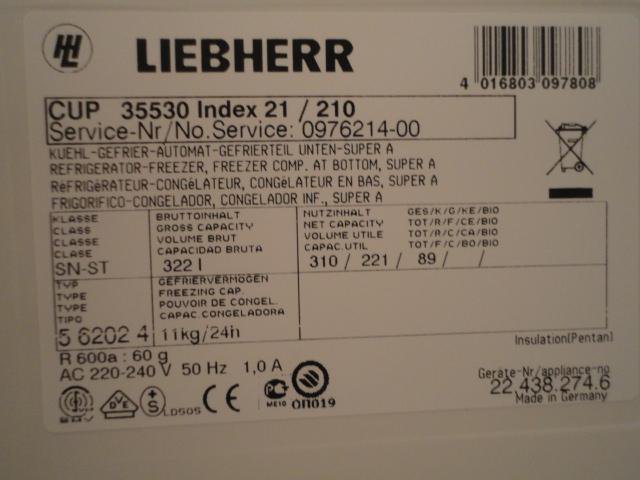 LIEBHERR
4 016803 097808
CUP 35530 Index 21 / 210
Service-Nr/No.Service: 0976214-00
KUEHL-GEFRIER-AUTOMAT-GEFRIERTEIL UNTEN-SUPER A
REFRIGERATOR-FREEZER, FREEZER COMP. AT BOTTOM, SUPER A
RéFRIGéRATEUR-CONGéLATEUR, CONGéLATEUR EN BAS, SUPER A
FRIGORIFICO-CONGELADOR, CONGELADOR INF., SUPER A
KLASSE BRUTTOINHALT NUTZINHALT GES/K/G/KE/BIO
CLASS GROSS CAPACITY NET CAPACITY TOT/R/F/CE/BIO
CLASSE VOLUME BRUT VOLUME UTILE TOT/R/C/CA/BIO
CLASE CAPACIDAD BRUTA CAPAC.UTIL TOT/F/C/BO/BIO
SN-ST 322 l 310 / 221 / 89 / /
TYP GEFRIERVERMÖGEN
TYPE FREEZING CAP.
TYPE POUVOIR DE CONGEL.
TIPO CAPAC.CONGELADORA
5 6202 4 11kg/24h
Insulation(Pentan)
R 600a : 60 g
AC 220-240 V 50 Hz 1,0 A
Geräte-Nr/appliance-no
22.438.274.6
Made in Germany
DVE S LD505 CE ME10 ОП019